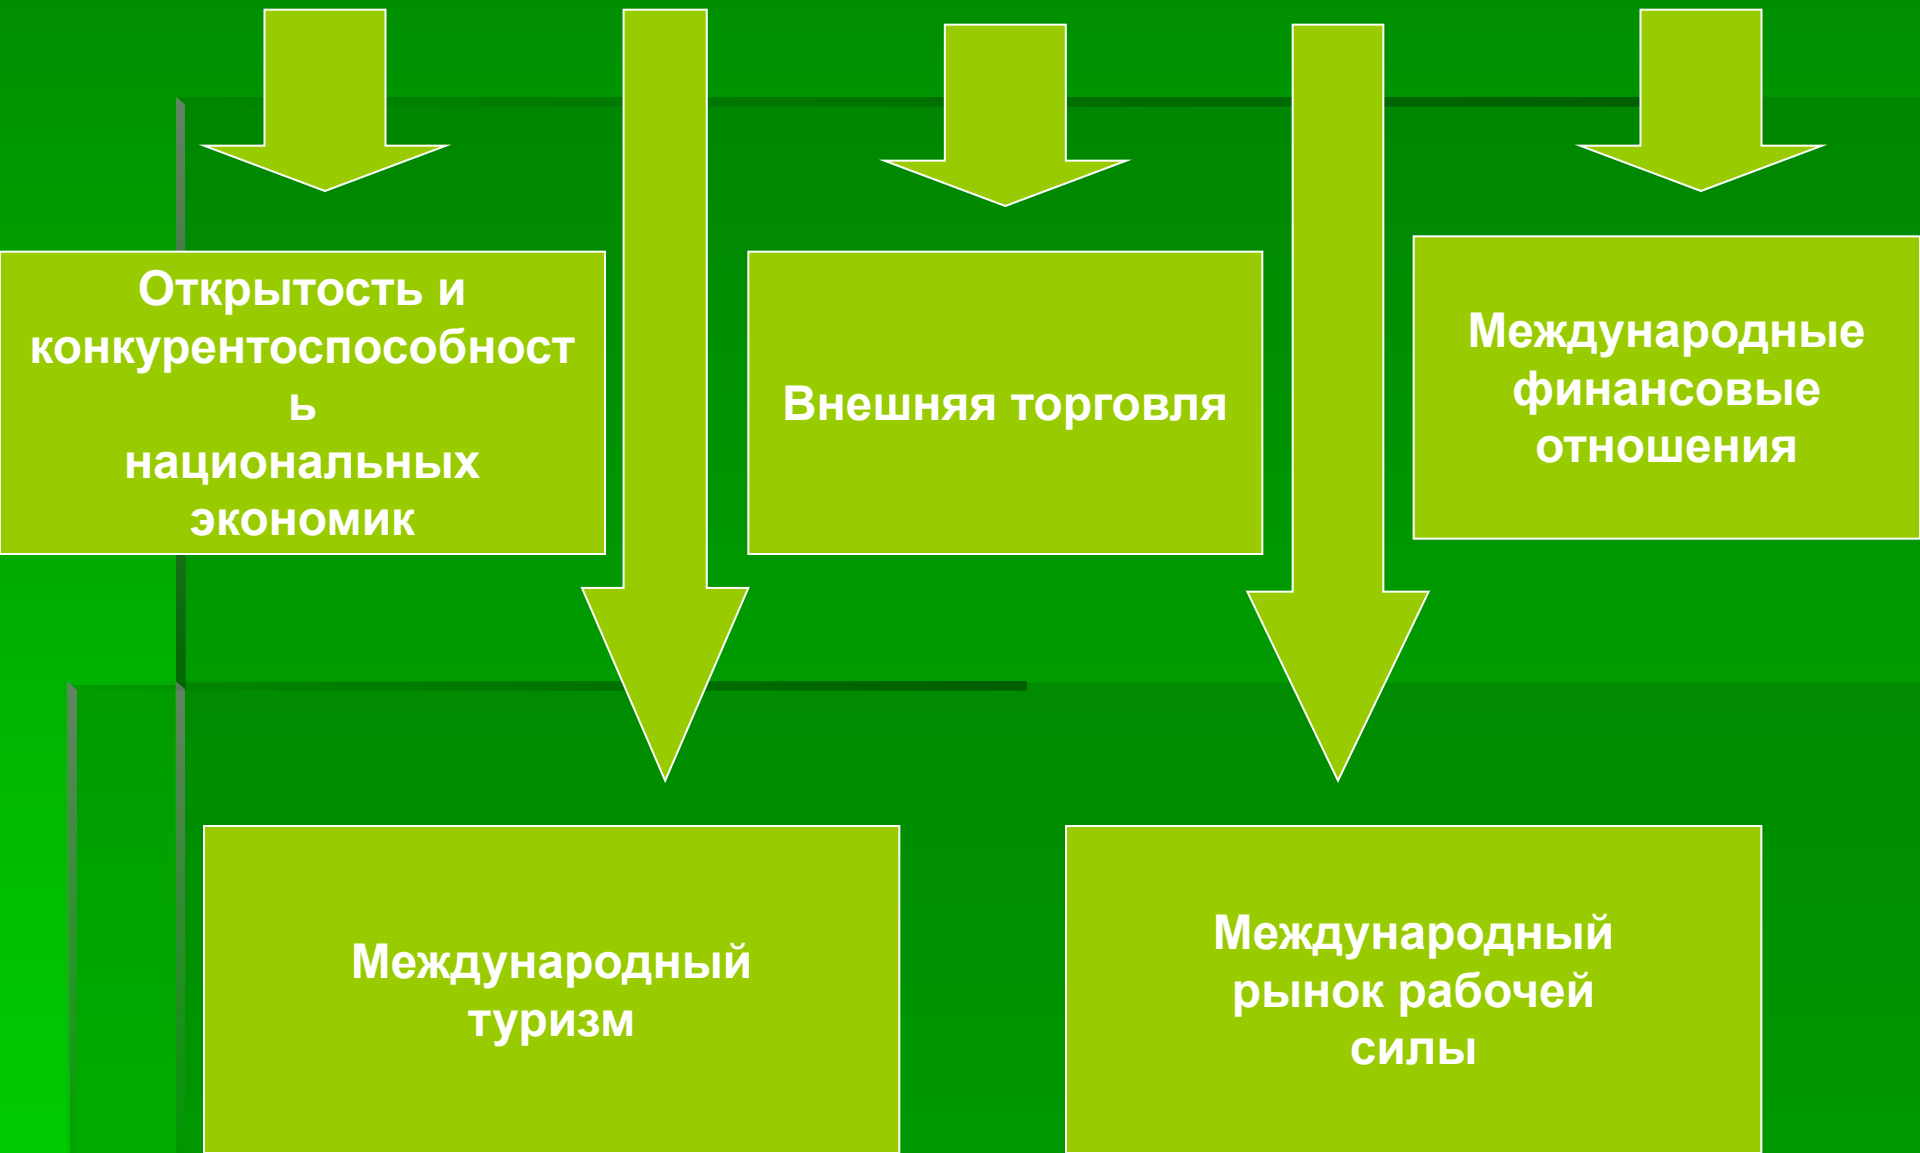 Открытость и
конкурентоспособност
ь
национальных
экономик
Внешняя торговля
Международные
финансовые
отношения
Международный
туризм
Международный
рынок рабочей
силы